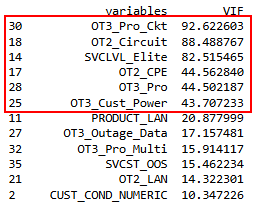 variables VIF
30 OT3_Pro_Ckt 92.622603
18 OT2_Circuit 88.488767
14 SVCLVL_Elite 82.515465
17 OT2_CPE 44.562840
28 OT3_Pro 44.502187
25 OT3_Cust_Power 43.707233
11 PRODUCT_LAN 20.877999
27 OT3_Outage_Data 17.157481
32 OT3_Pro_Multi 15.914117
35 SVCST_OOS 15.462234
21 OT2_LAN 14.322301
2 CUST_COND_NUMERIC 10.347226